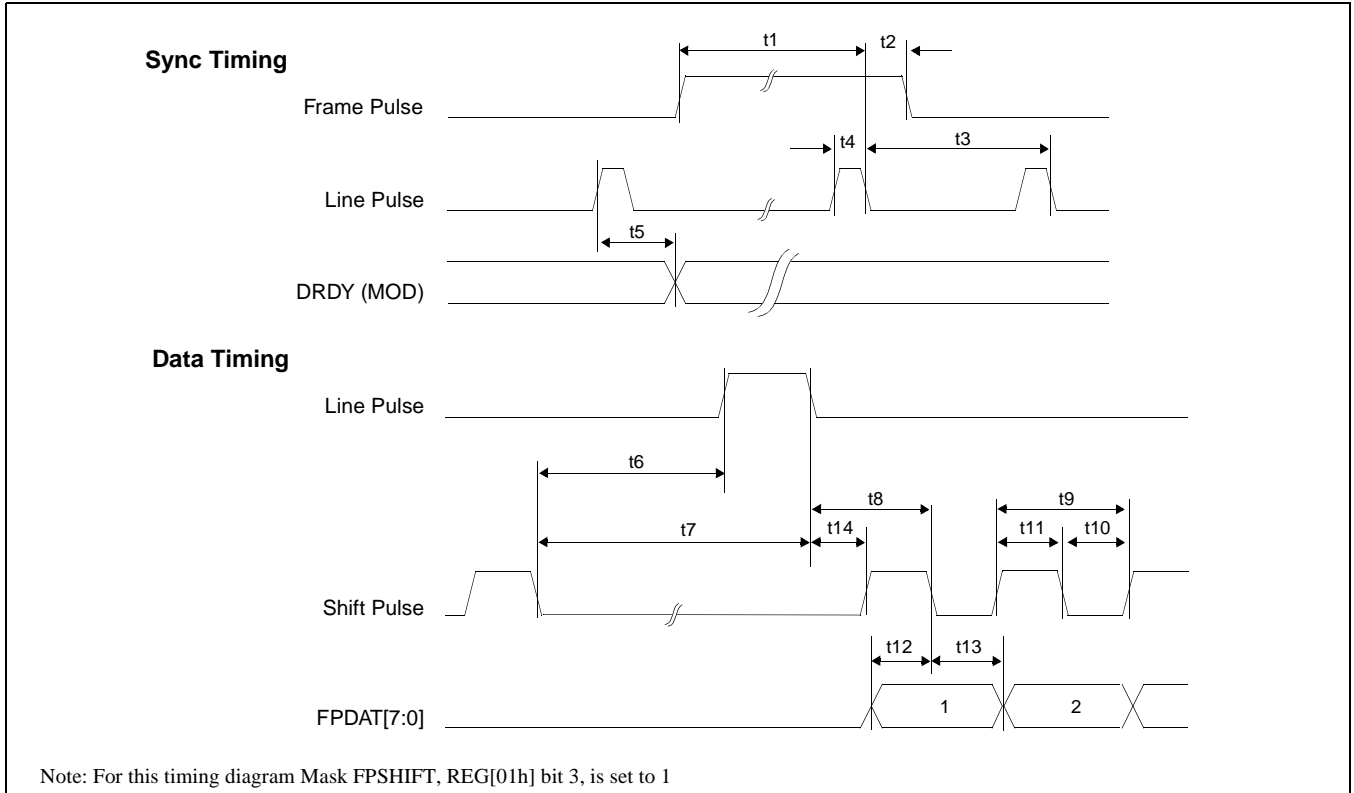 Sync Timing
t1
t2
Frame Pulse
t4
t3
Line Pulse
t5
DRDY (MOD)
Data Timing
Line Pulse
t6
t8
t9
t7
t14
t11
t10
Shift Pulse
t12
t13
FPDAT[7:0]
1
2
Note: For this timing diagram Mask FPSHIFT, REG[01h] bit 3, is set to 1